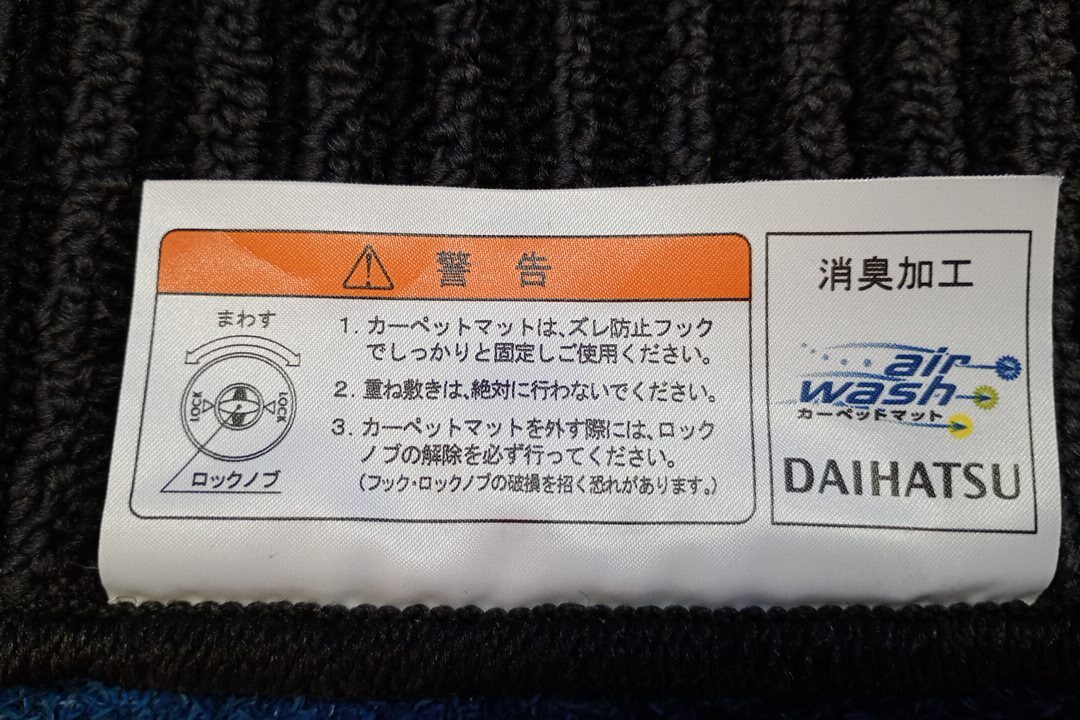 警告
まわす
LOCK
LOCK
ロックノブ
1. カーペットマットは、ズレ防止フック
でしっかりと固定しご使用ください。
2. 重ね敷きは、絶対に行わないでください。
3. カーペットマットを外す際には、ロック
ノブの解除を必ず行ってください。
(フック・ロックノブの破損を招く恐れがあります。)
消臭加工
air
wash
カーペットマット
DAIHATSU